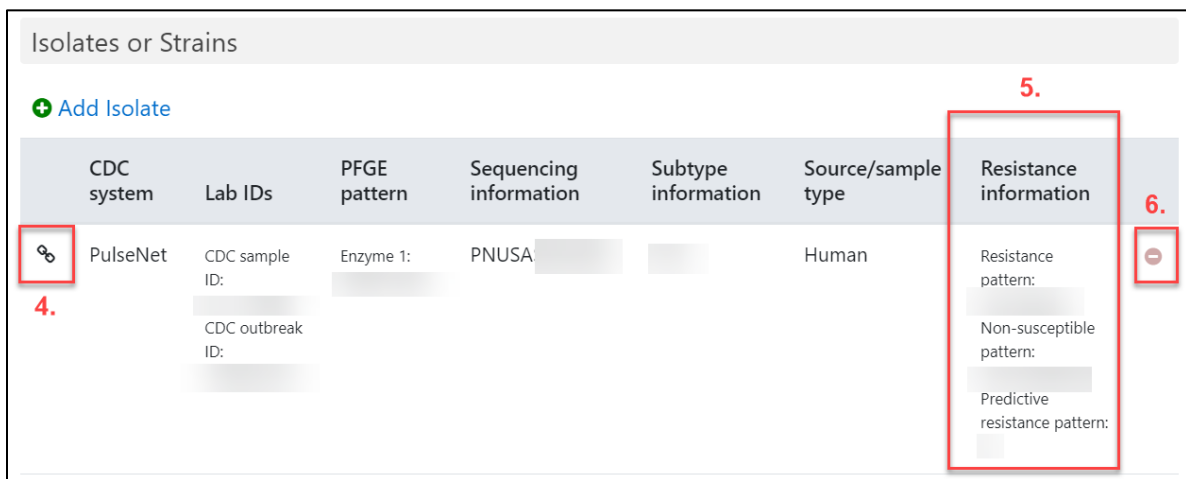 Isolates or Strains
Add Isolate
5.
CDC system
Lab IDs
PFGE pattern
Sequencing information
Subtype information
Source/sample type
Resistance information
6.
4.
PulseNet
CDC sample
ID:
CDC outbreak
ID:
Enzyme 1:
PNUSA
Human
Resistance
pattern:
Non-susceptible
pattern:
Predictive
resistance pattern: